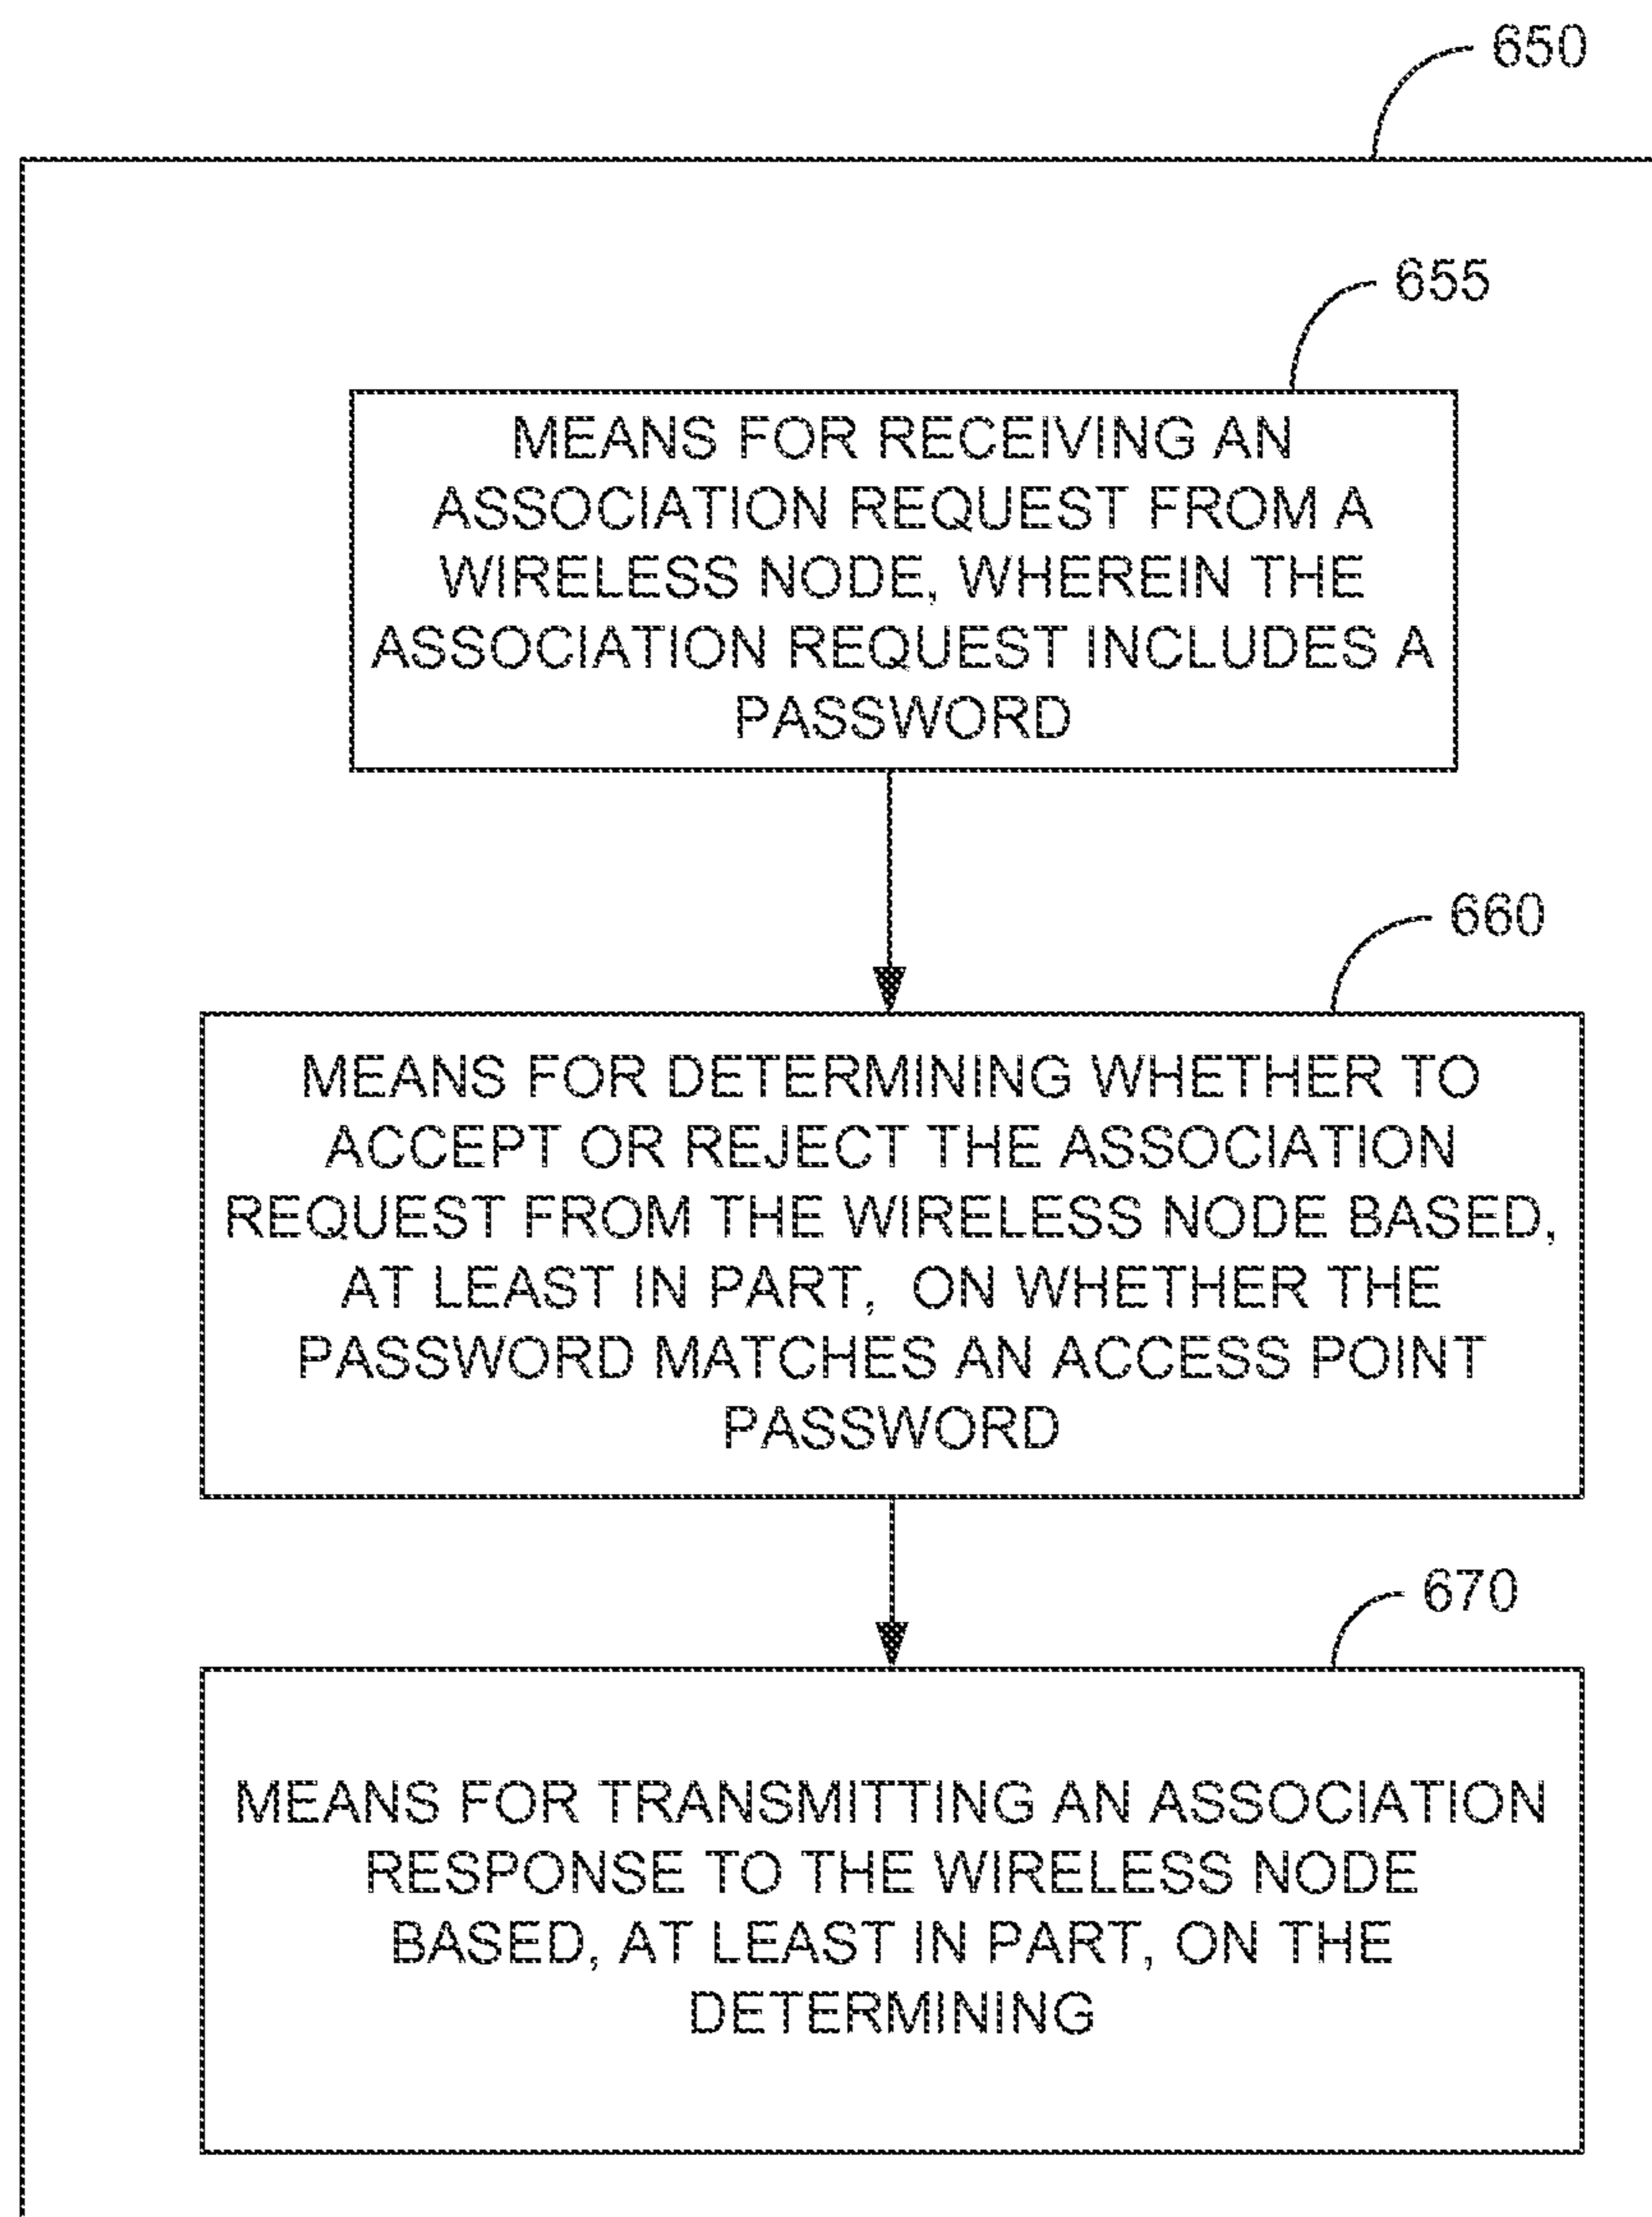 650
655
MEANS FOR RECEIVING AN
ASSOCIATION REQUEST FROM A
WIRELESS NODE, WHEREIN THE
ASSOCIATION REQUEST INCLUDES A
PASSWORD
660
MEANS FOR DETERMINING WHETHER TO
ACCEPT OR REJECT THE ASSOCIATION
REQUEST FROM THE WIRELESS NODE BASED,
AT LEAST IN PART, ON WHETHER THE
PASSWORD MATCHES AN ACCESS POINT
PASSWORD
670
MEANS FOR TRANSMITTING AN ASSOCIATION
RESPONSE TO THE WIRELESS NODE
BASED, AT LEAST IN PART, ON THE
DETERMINING